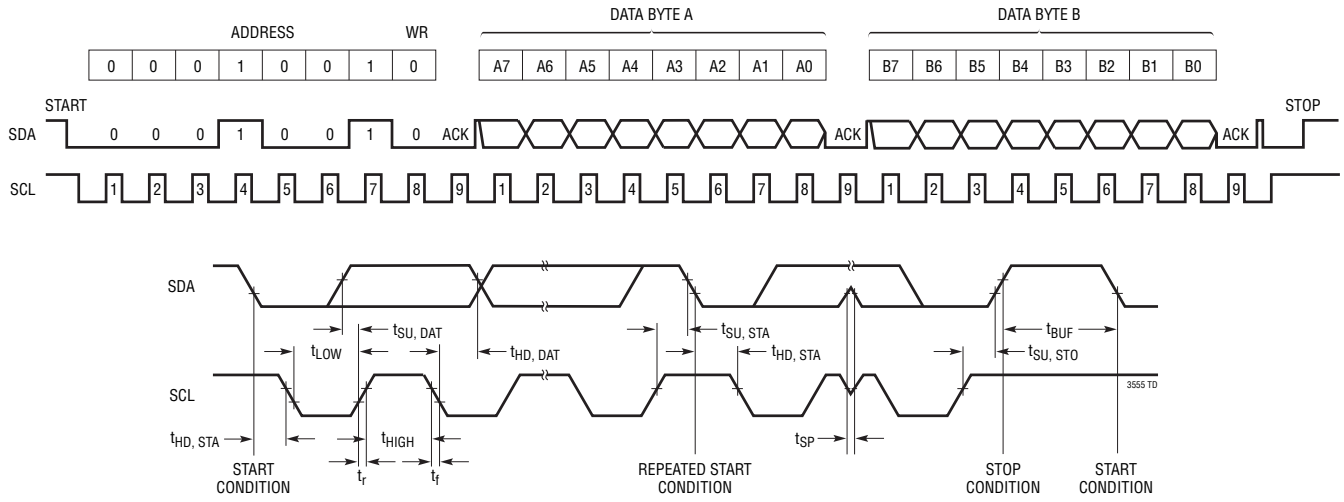 ADDRESS WR DATA BYTE A DATA BYTE B
0 0 0 1 0 0 1 0 A7 A6 A5 A4 A3 A2 A1 A0 B7 B6 B5 B4 B3 B2 B1 B0
START STOP
SDA 0 0 0 1 0 0 1 0 ACK ACK ACK
SCL 1 2 3 4 5 6 7 8 9 1 2 3 4 5 6 7 8 9 1 2 3 4 5 6 7 8 9
SDA
tSU, DAT tSU, STA tBUF
tLOW tHD, DAT tHD, STA tSU, STO
SCL 3555 TD
tHD, STA tHIGH tSP
tr tf
START CONDITION REPEATED START CONDITION STOP CONDITION START CONDITION